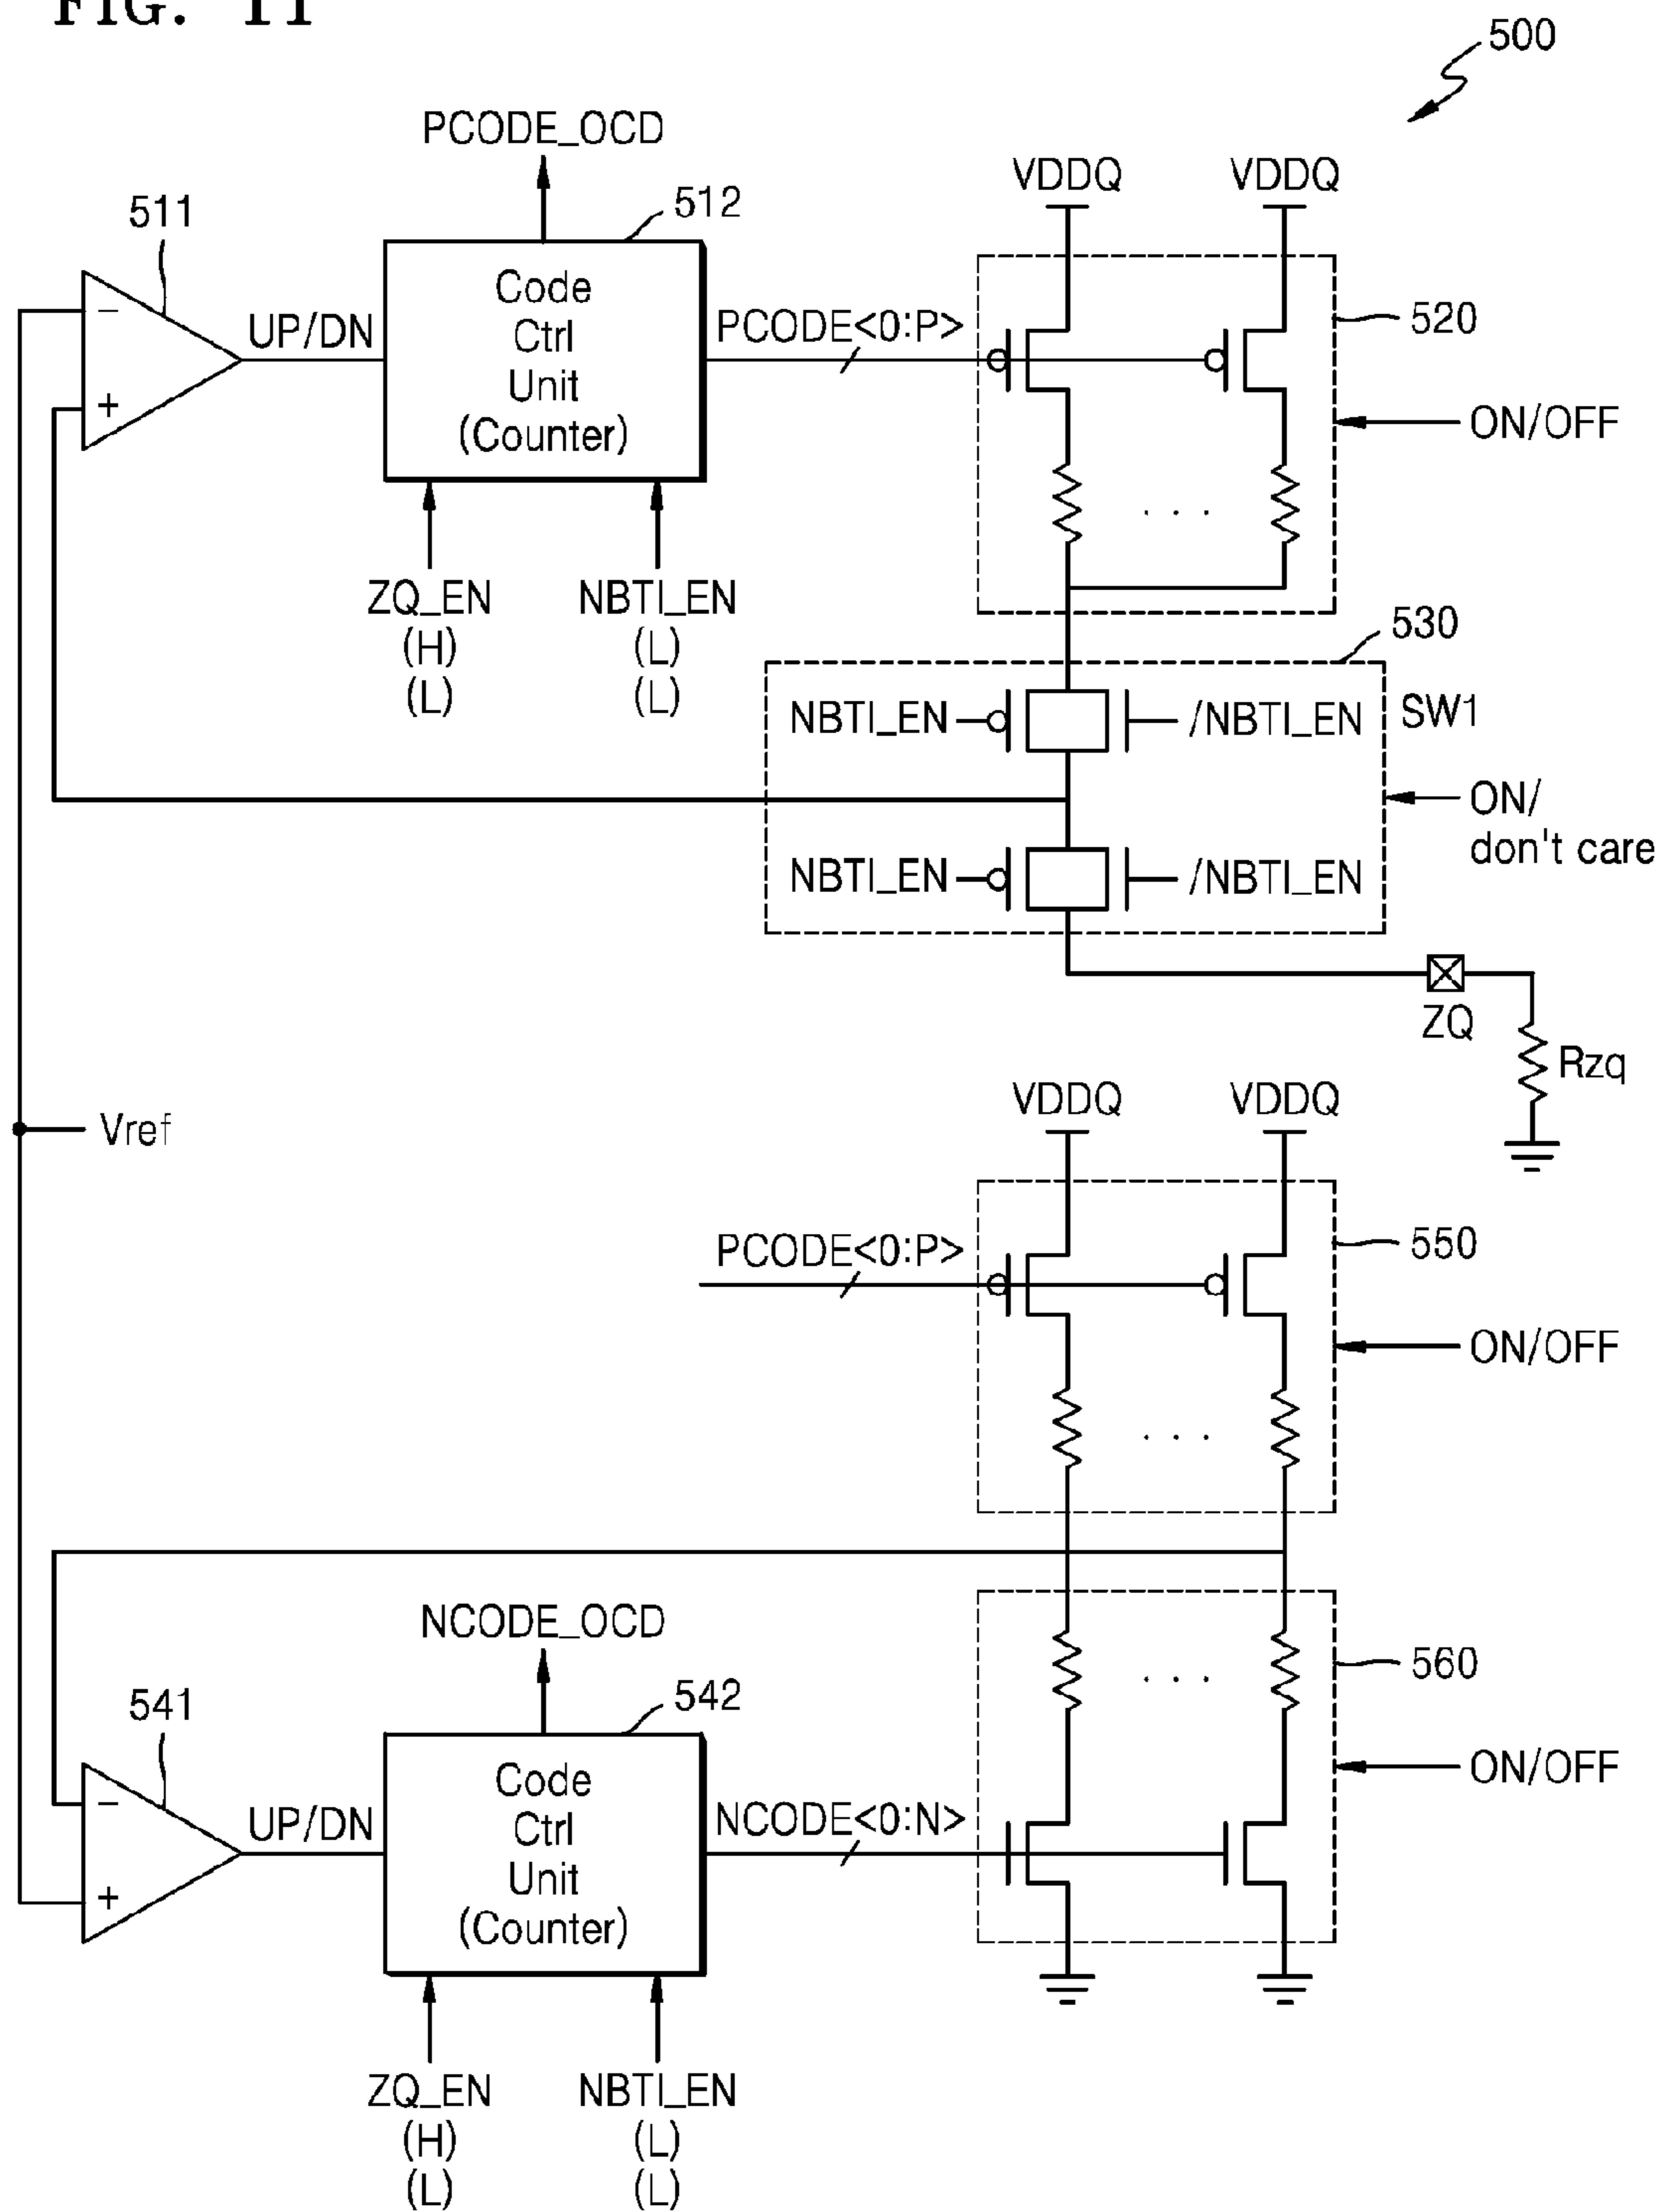 FIG. 11
500
PCODE_OCD
511
512
VDDQ
VDDQ
Code
Ctrl
Unit
(Counter)
−
+
UP/DN
PCODE<0:P>
520
ON/OFF
. . .
ZQ_EN
(H)
(L)
NBTI_EN
(L)
(L)
530
NBTI_EN
/NBTI_EN
SW1
ON/
don't care
NBTI_EN
/NBTI_EN
ZQ
Rzq
Vref
VDDQ
VDDQ
PCODE<0:P>
550
ON/OFF
. . .
NCODE_OCD
541
542
Code
Ctrl
Unit
(Counter)
−
+
UP/DN
NCODE<0:N>
560
. . .
ON/OFF
ZQ_EN
(H)
(L)
NBTI_EN
(L)
(L)